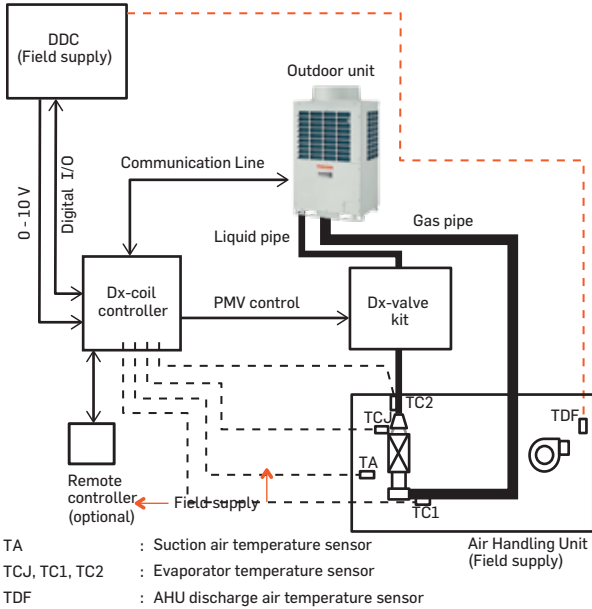 DDC
(Field supply)
Outdoor unit
Communication Line
0 - 10 V
Digital I/O
Gas pipe
Liquid pipe
Dx-coil
controller
PMV control
Dx-valve
kit
TC2
TCJ
TDF
TA
TC1
Remote
controller
(optional)
Field supply
Air Handling Unit
(Field supply)
TA : Suction air temperature sensor
TCJ, TC1, TC2 : Evaporator temperature sensor
TDF : AHU discharge air temperature sensor